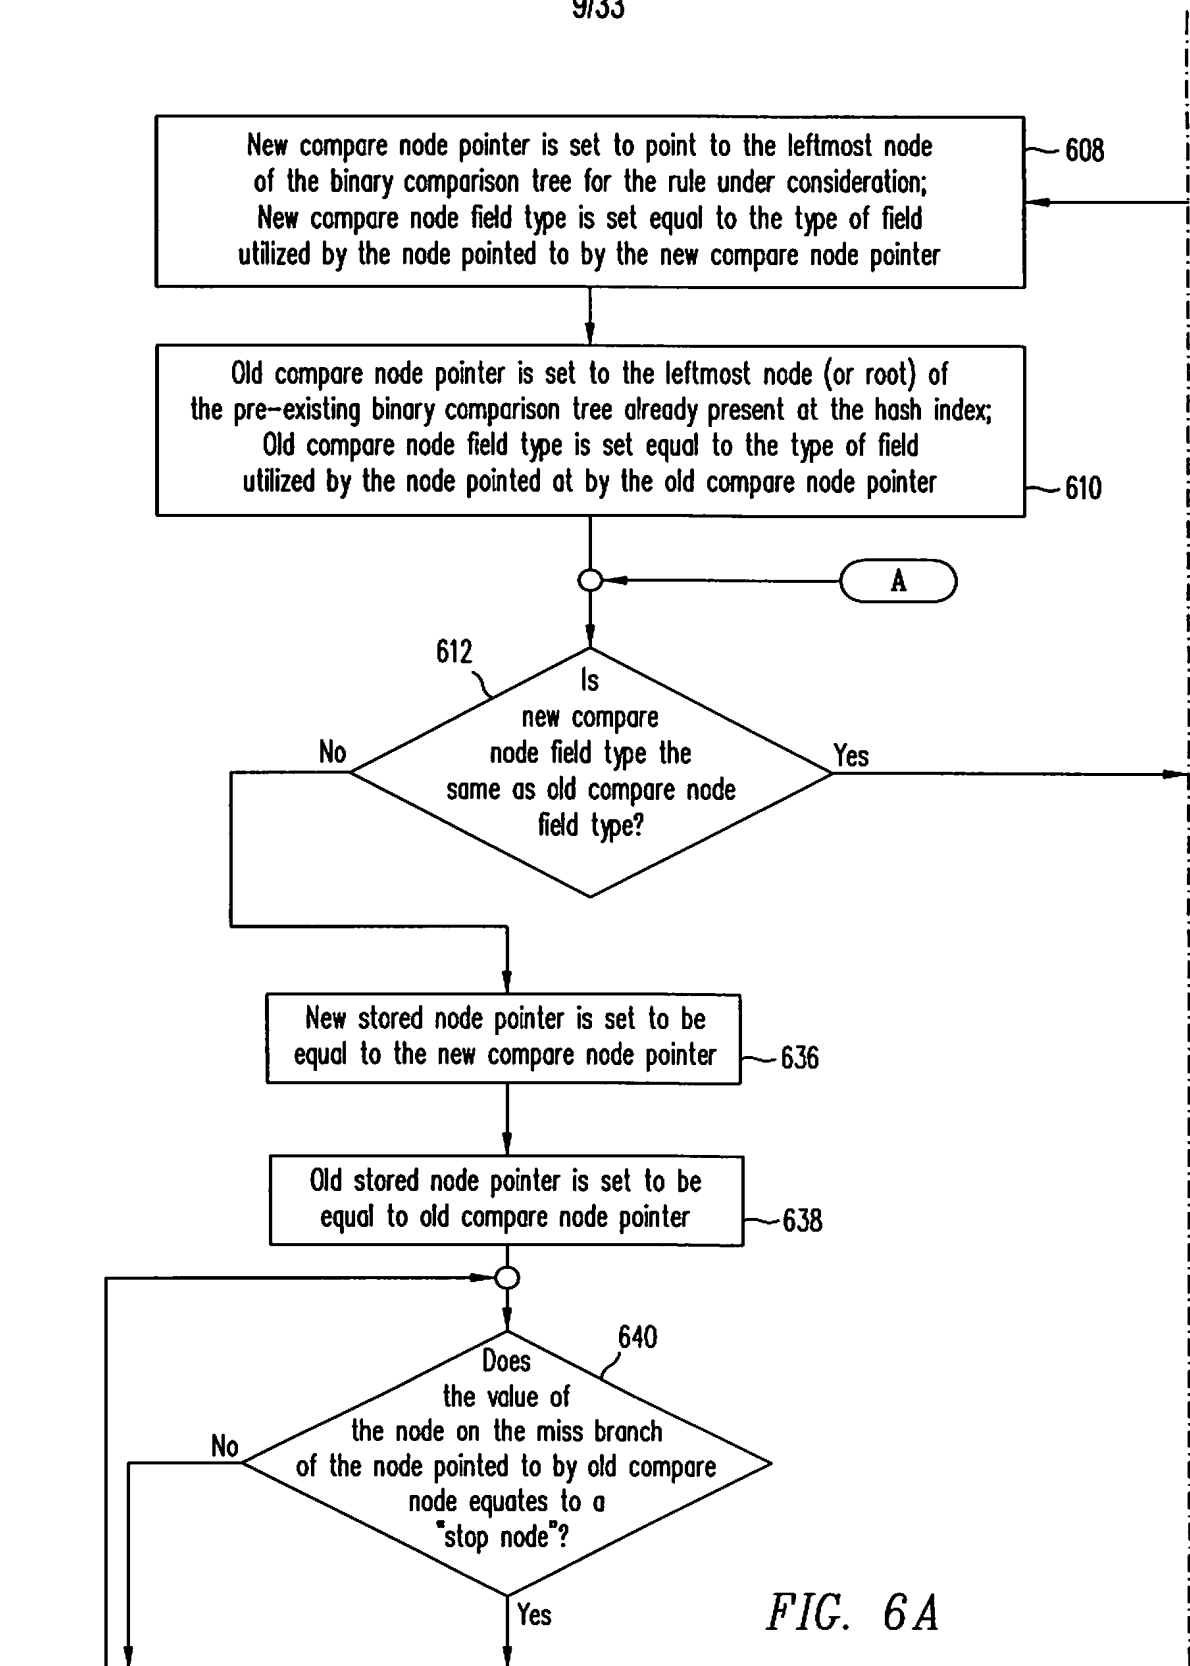 9/33
New compare node pointer is set to point to the leftmost node
of the binary comparison tree for the rule under consideration;
New compare node field type is set equal to the type of field
utilized by the node pointed to by the new compare node pointer
608
Old compare node pointer is set to the leftmost node (or root) of
the pre-existing binary comparison tree already present at the hash index;
Old compare node field type is set equal to the type of field
utilized by the node pointed at by the old compare node pointer
610
A
612
Is
new compare
node field type the
same as old compare node
field type?
No
Yes
New stored node pointer is set to be
equal to the new compare node pointer
636
Old stored node pointer is set to be
equal to old compare node pointer
638
640
Does
the value of
the node on the miss branch
of the node pointed to by old compare
node equates to a
"stop node"?
No
Yes
FIG. 6A